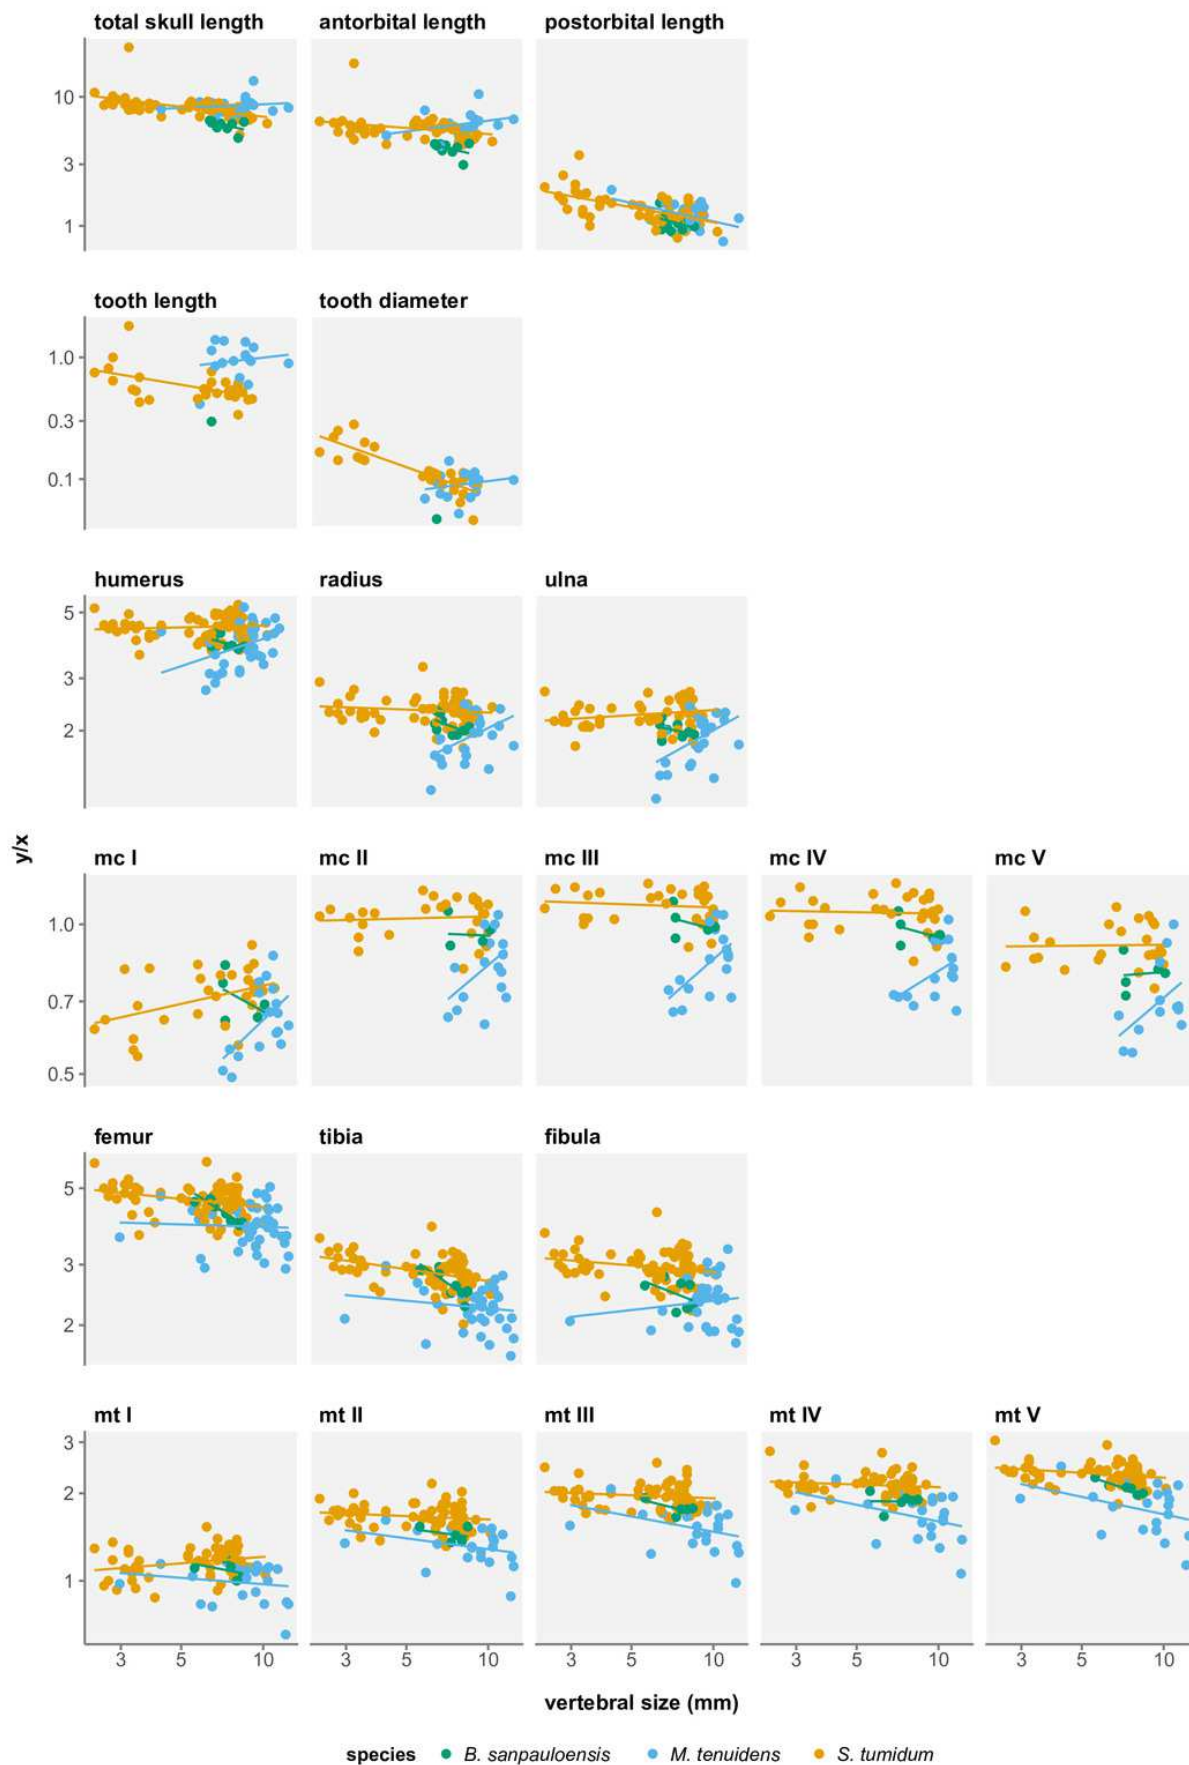 total skull length antorbital length postorbital length
10
3
1
tooth length tooth diameter
1.0
0.3
0.1
humerus radius ulna
5
3
2
y/x
mc I mc II mc III mc IV mc V
1.0
0.7
0.5
femur tibia fibula
5
3
2
mt I mt II mt III mt IV mt V
3
2
1
3 5 10 3 5 10 3 5 10 3 5 10 3 5 10
vertebral size (mm)
species B. sanpauloensis M. tenuidens S. tumidum